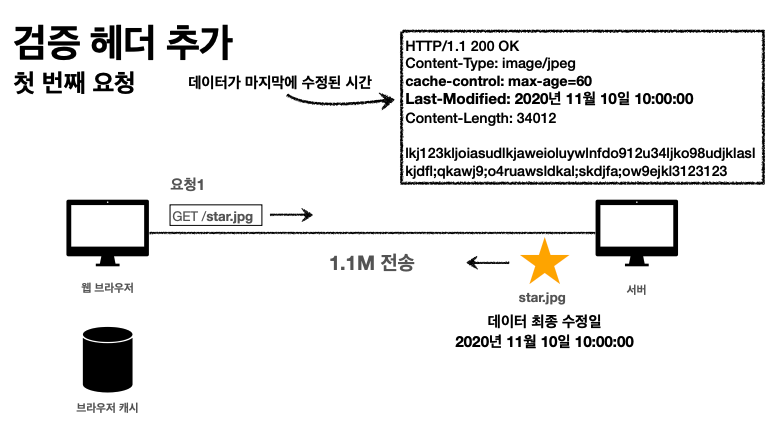 검증 헤더 추가
첫 번째 요청
데이터가 마지막에 수정된 시간
HTTP/1.1 200 OK
Content-Type: image/jpeg
cache-control: max-age=60
Last-Modified: 2020년 11월 10일 10:00:00
Content-Length: 34012
lkj123kljoiasudlkjaweioluywlnfdo912u34ljko98udjklasl
kjdfl;qkawj9;o4ruawsldkal;skdjfa;ow9ejkl3123123
요청1
GET /star.jpg
1.1M 전송
웹 브라우저
star.jpg
서버
데이터 최종 수정일
2020년 11월 10일 10:00:00
브라우저 캐시